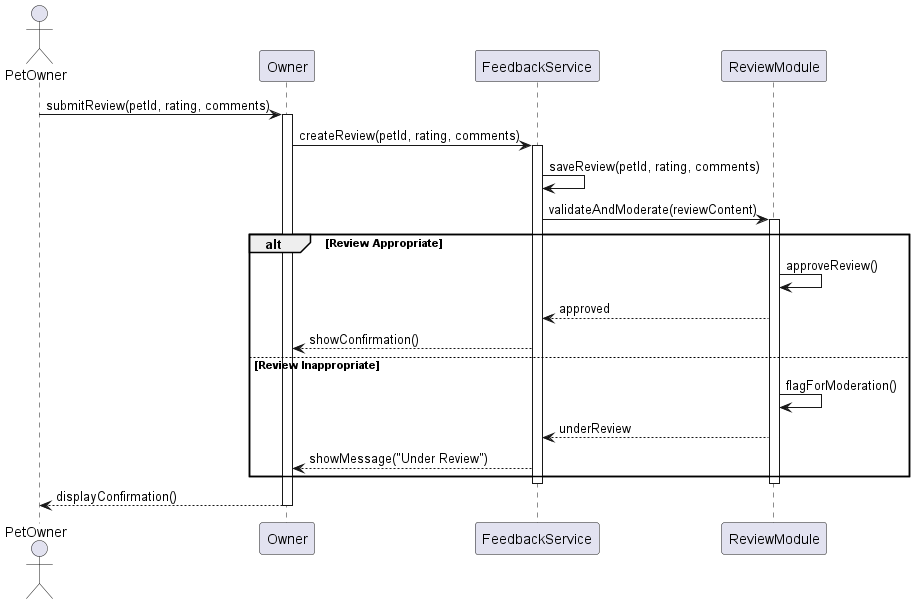 PetOwner
Owner
FeedbackService
ReviewModule
submitReview(petId, rating, comments)
createReview(petId, rating, comments)
saveReview(petId, rating, comments)
validateAndModerate(reviewContent)
alt
[Review Appropriate]
approveReview()
approved
showConfirmation()
[Review Inappropriate]
flagForModeration()
underReview
showMessage("Under Review")
displayConfirmation()
PetOwner
Owner
FeedbackService
ReviewModule